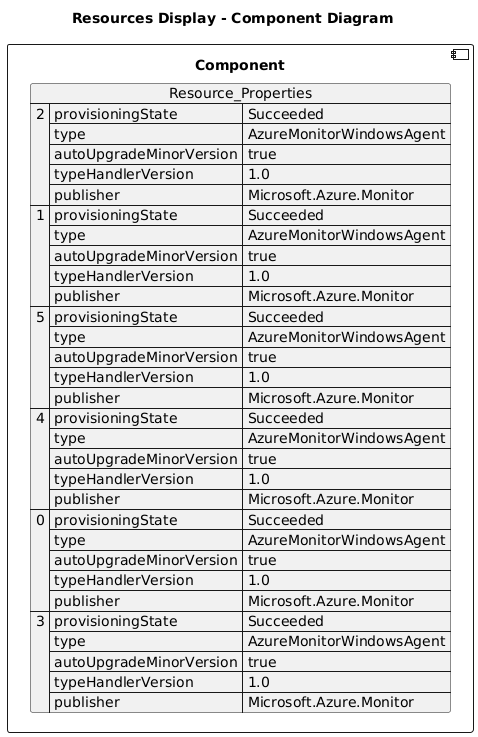 Resources Display - Component Diagram
Component
Resource_Properties
2 provisioningState Succeeded
type AzureMonitorWindowsAgent
autoUpgradeMinorVersion true
typeHandlerVersion 1.0
publisher Microsoft.Azure.Monitor
1 provisioningState Succeeded
type AzureMonitorWindowsAgent
autoUpgradeMinorVersion true
typeHandlerVersion 1.0
publisher Microsoft.Azure.Monitor
5 provisioningState Succeeded
type AzureMonitorWindowsAgent
autoUpgradeMinorVersion true
typeHandlerVersion 1.0
publisher Microsoft.Azure.Monitor
4 provisioningState Succeeded
type AzureMonitorWindowsAgent
autoUpgradeMinorVersion true
typeHandlerVersion 1.0
publisher Microsoft.Azure.Monitor
0 provisioningState Succeeded
type AzureMonitorWindowsAgent
autoUpgradeMinorVersion true
typeHandlerVersion 1.0
publisher Microsoft.Azure.Monitor
3 provisioningState Succeeded
type AzureMonitorWindowsAgent
autoUpgradeMinorVersion true
typeHandlerVersion 1.0
publisher Microsoft.Azure.Monitor